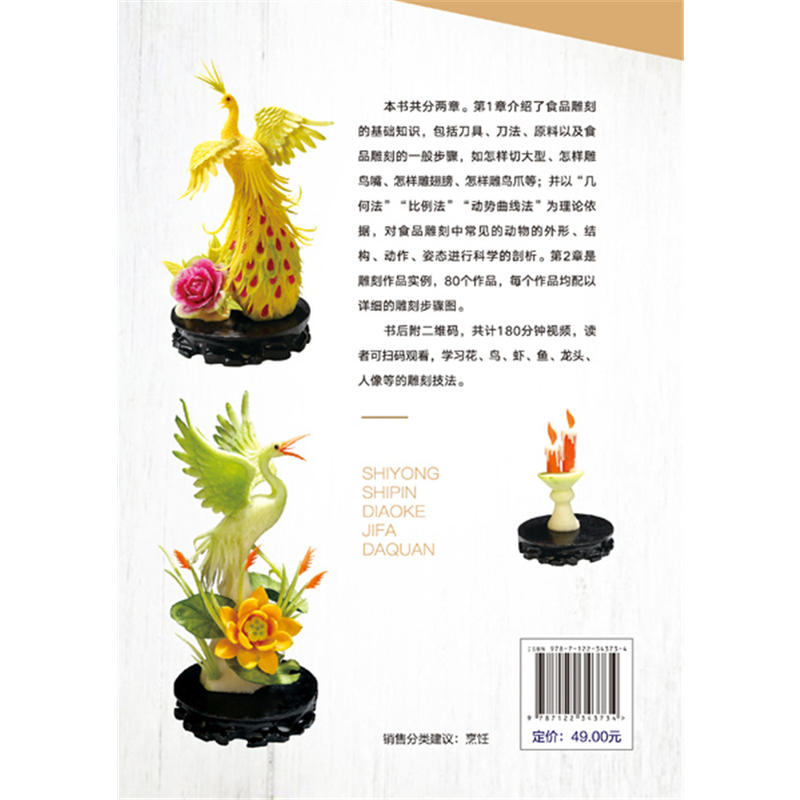 本书共分两章。第1章介绍了食品雕刻
的基础知识，包括刀具、刀法、原料以及食
品雕刻的一般步骤，如怎样切大型、怎样雕
鸟嘴、怎样雕翅膀、怎样雕鸟爪等；并以“几
何法”“比例法”“动势曲线法”为理论依
据，对食品雕刻中常见的动物的外形、结
构、动作、姿态进行科学的剖析。第2章是
雕刻作品实例，80个作品，每个作品均配以
详细的雕刻步骤图。
书后附二维码，共计180分钟视频，读
者可扫码观看，学习花、鸟、虾、鱼、龙头、
人像等的雕刻技法。
SHIYONG
SHIPIN
DIAOKE
JIFA
DAQUAN
ISBN 978-7-122-34373-4
9 787122 343734>
销售分类建议：烹饪
定价：49.00元